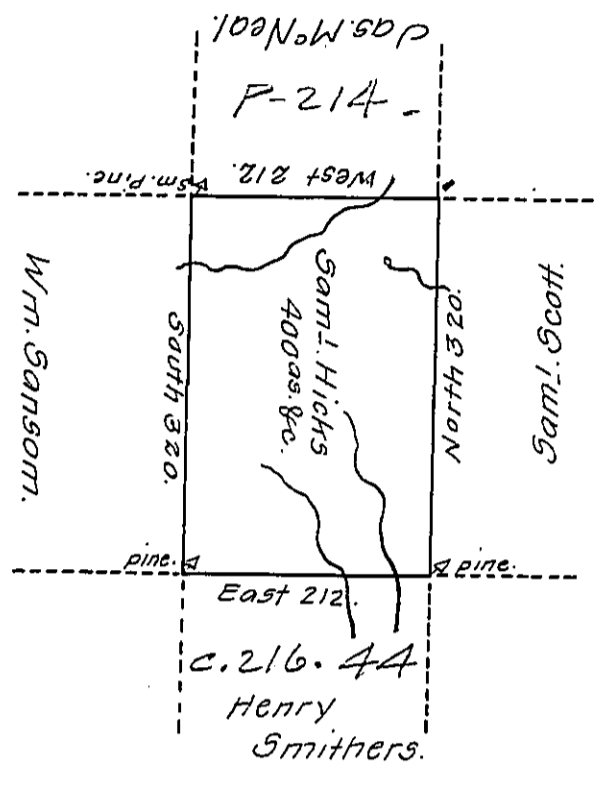 Jas. McNeal.
P-214-
West 212.
Sm. Pine.
Wm. Sansom.
South 320.
Sam'l. Hicks
400as.&c.
North 320.
Sam'l. Scott.
pine.
pine.
East 212.
C.216.44
Henry
Smithers.